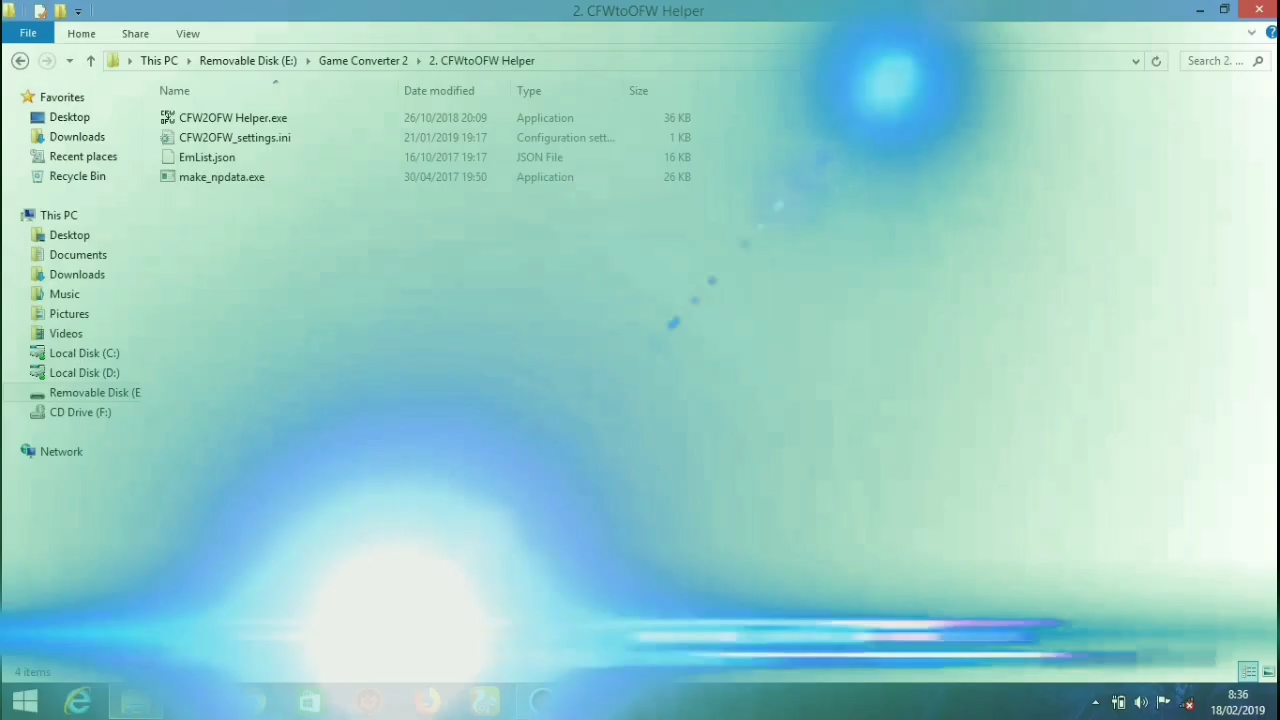 2. CFWtoOFW Helper
File Home Share View
This PC Removable Disk (E:) Game Converter 2 2. CFWtoOFW Helper Search 2. ...
Name Date modified Type Size
Favorites
Desktop
Downloads
Recent places
Recycle Bin
CFW2OFW Helper.exe 26/10/2018 20:09 Application 36 KB
CFW2OFW_settings.ini 21/01/2019 19:17 Configuration sett... 1 KB
EmList.json 16/10/2017 19:17 JSON File 16 KB
make_npdata.exe 30/04/2017 19:50 Application 26 KB
This PC
Desktop
Documents
Downloads
Music
Pictures
Videos
Local Disk (C:)
Local Disk (D:)
Removable Disk (E
CD Drive (F:)
Network
4 items
8:36
18/02/2019